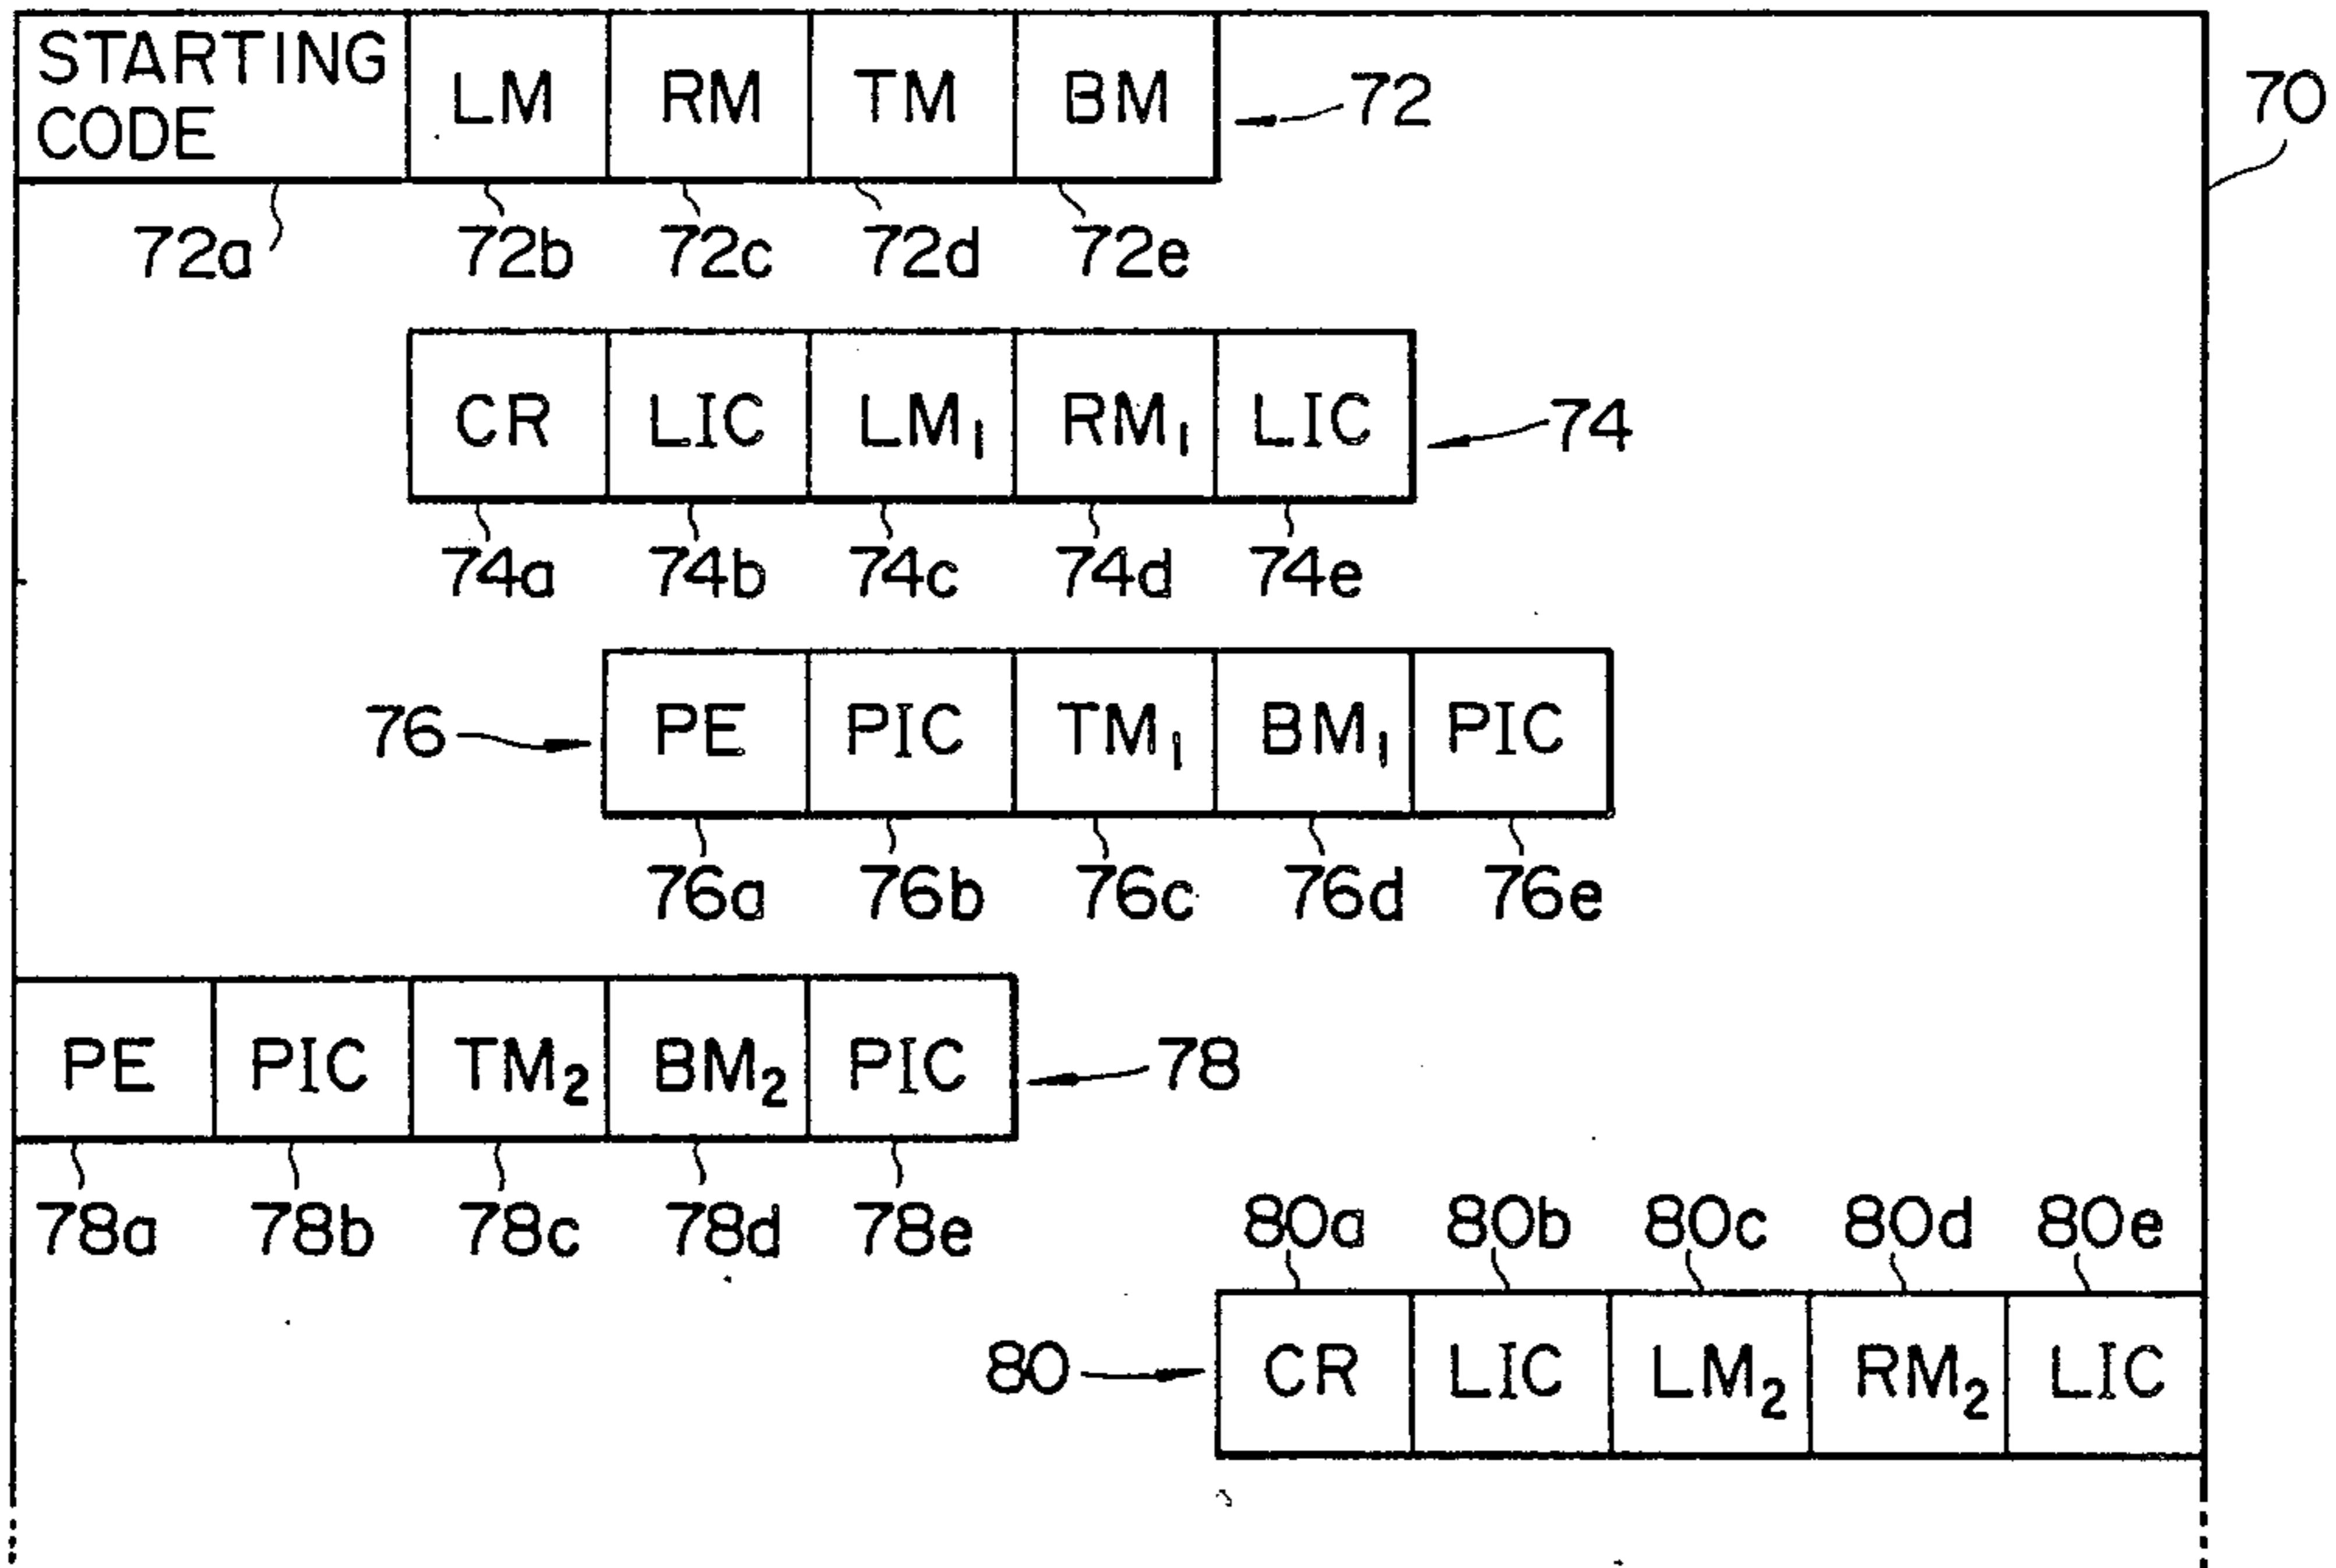 STARTING CODE LM RM TM BM 72 70
72a 72b 72c 72d 72e
CR LIC LM₁ RM₁ LIC 74
74a 74b 74c 74d 74e
76 PE PIC TM₁ BM₁ PIC
76a 76b 76c 76d 76e
PE PIC TM₂ BM₂ PIC 78
78a 78b 78c 78d 78e
80a 80b 80c 80d 80e
80 CR LIC LM₂ RM₂ LIC